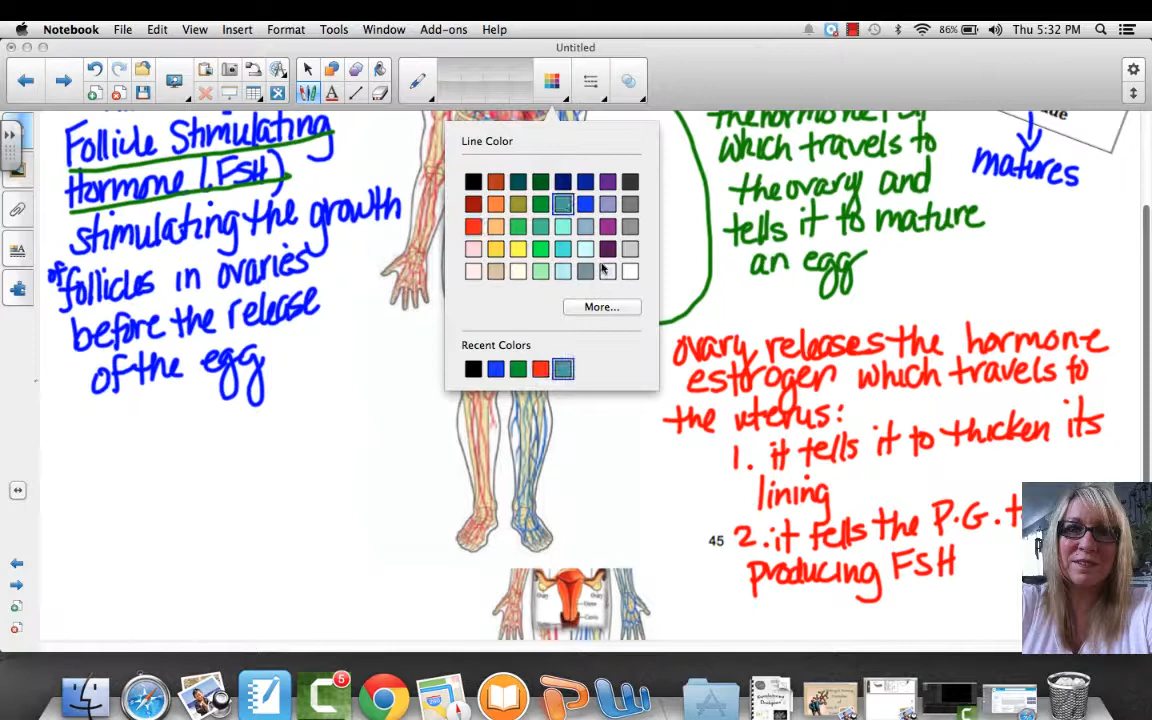 Notebook File Edit View Insert Format Tools Window Add-ons Help 86% Thu 5:32 PM
Untitled
Follicle Stimulating
Hormone (FSH)
stimulating the growth
of follicles in ovaries
before the release
of the egg
Line Color
More...
Recent Colors
the hormone
which travels to
the ovary and
tells it to mature
an egg
matures
ovary releases the hormone
estrogen which travels to
the uterus:
1. it tells it to thicken its
lining
2. it tells the P.G.
producing FSH
45
Ovary
5